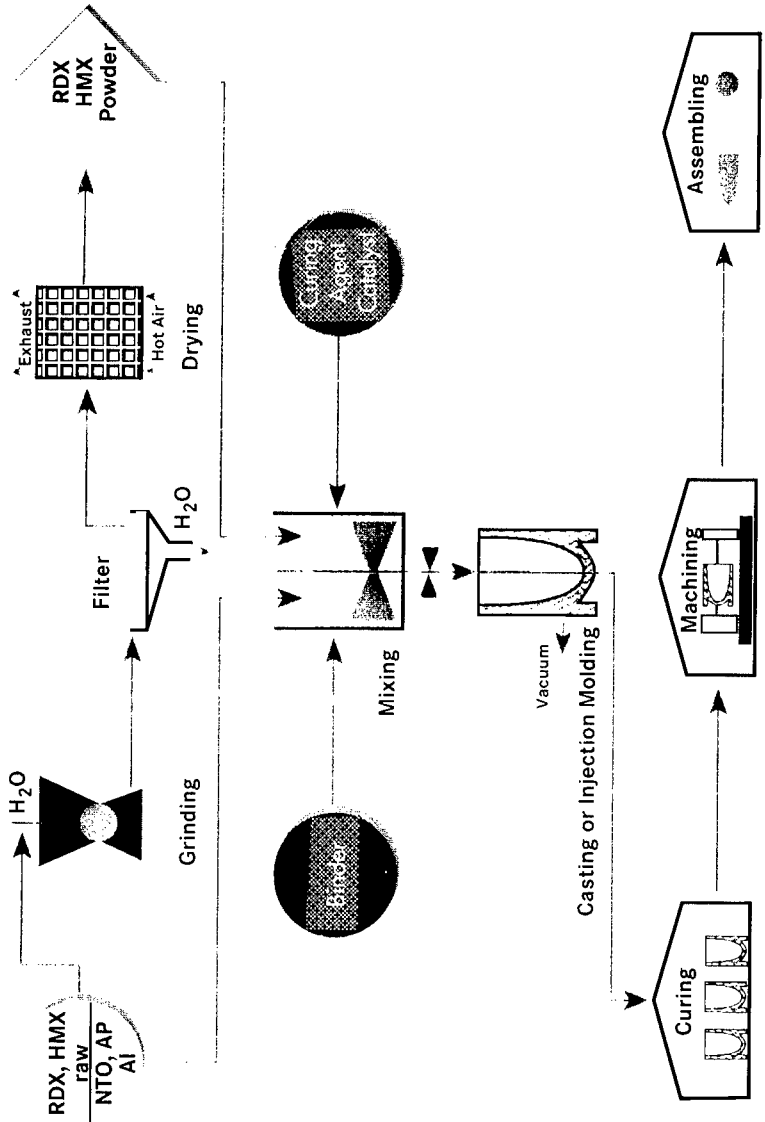 RDX, HMX
raw
NTO, AP
Al
H₂O
Grinding
Filter
H₂O
Exhaust
Hot Air
Drying
RDX
HMX
Powder
Binder
Mixing
Curing
Agent
Catalyst
Vacuum
Casting or Injection Molding
Curing
Machining
Assembling